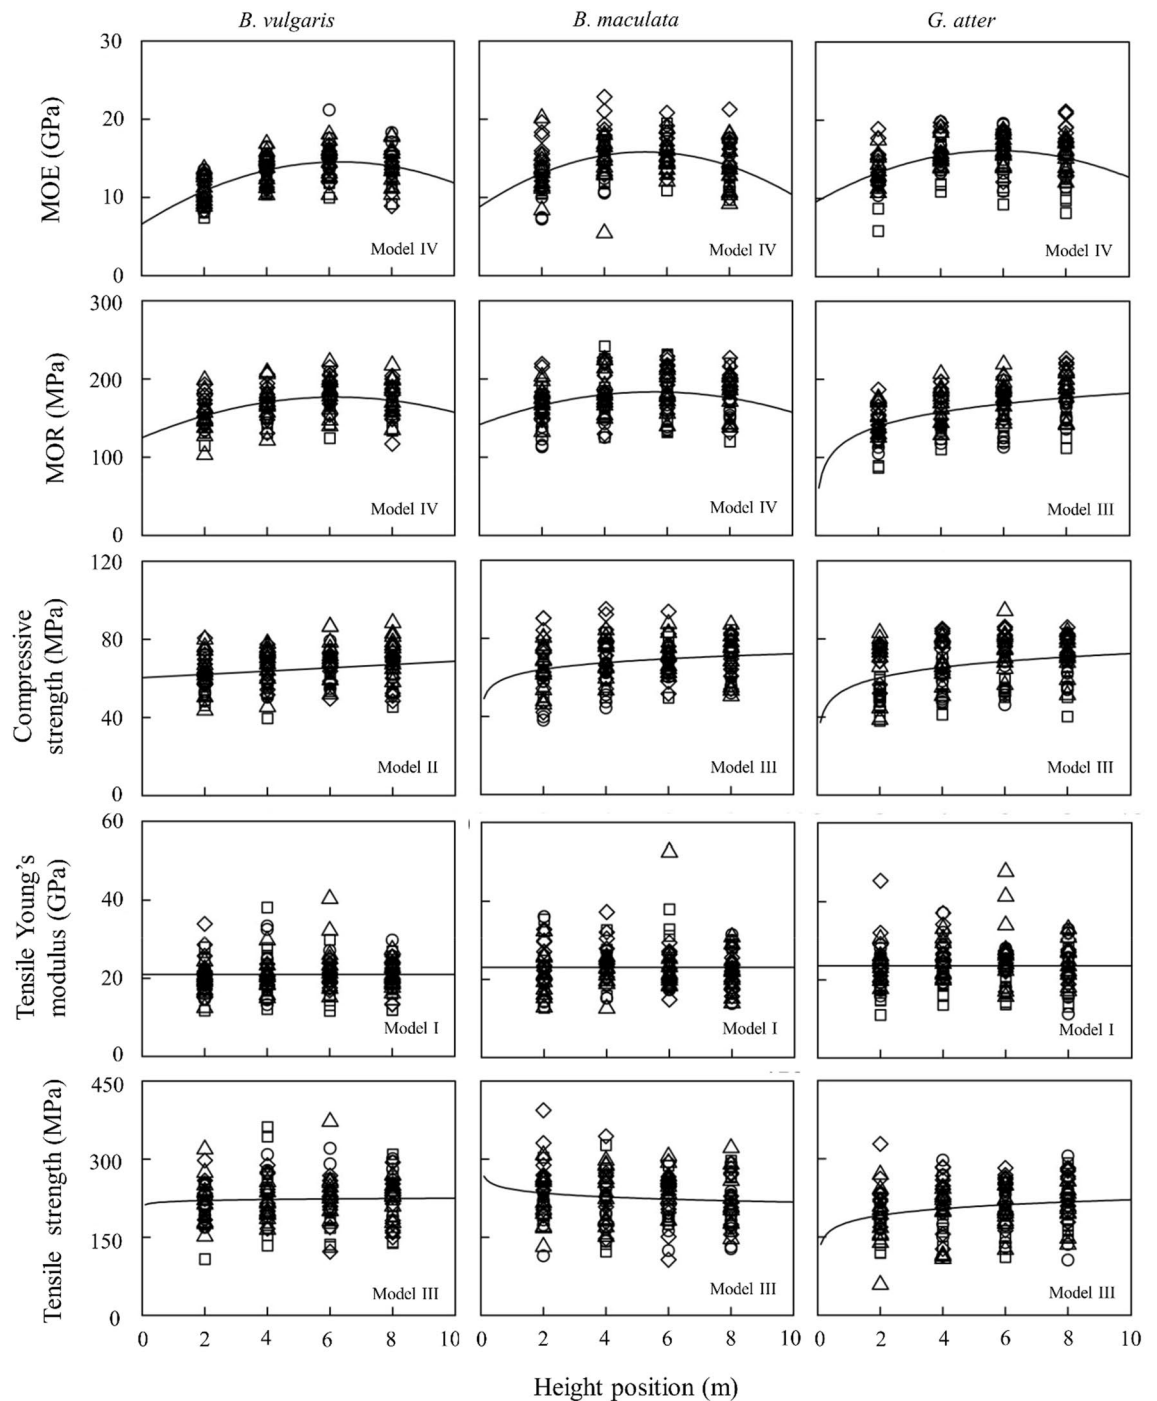 B. vulgaris B. maculata G. atter
MOE (GPa)
30
20
10
0
Model IV Model IV Model IV
MOR (MPa)
300
200
100
0
Model IV Model IV Model III
Compressive
strength (MPa)
120
80
40
0
Model II Model III Model III
Tensile Young's
modulus (GPa)
60
40
20
0
Model I Model I Model I
Tensile strength (MPa)
450
300
150
0
Model III Model III Model III
0 2 4 6 8 10 0 2 4 6 8 10 0 2 4 6 8 10
Height position (m)